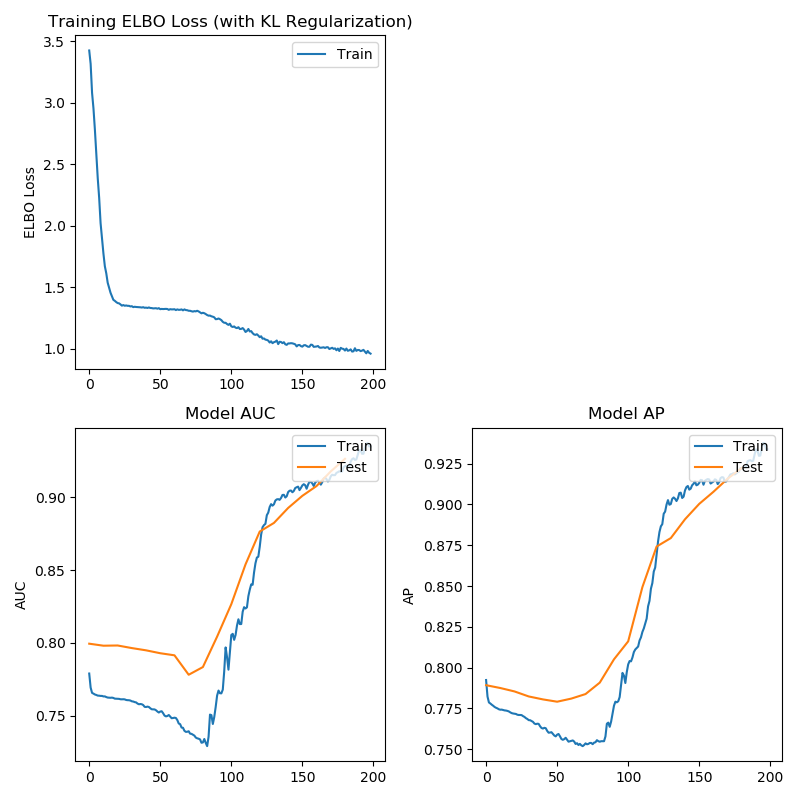 Training ELBO Loss (with KL Regularization)
3.5
3.0
2.5
2.0
1.5
1.0
ELBO Loss
Train
0 50 100 150 200
Model AUC
0.90
0.85
0.80
0.75
AUC
Train
Test
0 50 100 150 200
Model AP
0.925
0.900
0.875
0.850
0.825
0.800
0.775
0.750
AP
Train
Test
0 50 100 150 200